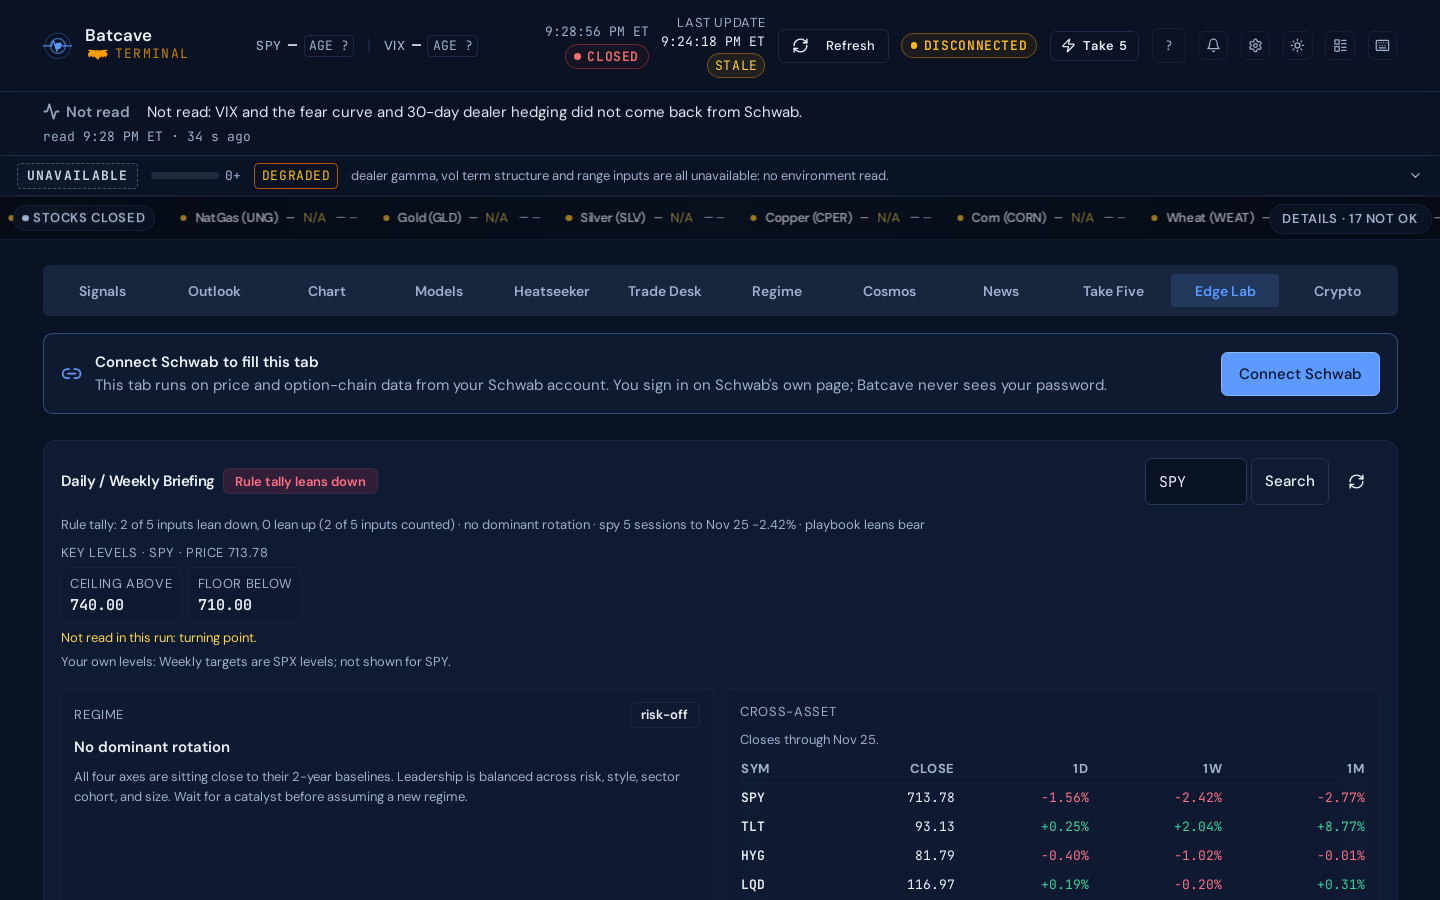 Batcave
TERMINAL
SPY — AGE ? | VIX — AGE ?
9:28:56 PM ET
CLOSED
LAST UPDATE
9:24:18 PM ET
STALE
Refresh
DISCONNECTED
Take 5
?
Not read Not read: VIX and the fear curve and 30-day dealer hedging did not come back from Schwab.
read 9:28 PM ET · 34 s ago
UNAVAILABLE 0+ DEGRADED dealer gamma, vol term structure and range inputs are all unavailable: no environment read.
STOCKS CLOSED NatGas (UNG) — N/A —— Gold (GLD) — N/A —— Silver (SLV) — N/A —— Copper (CPER) — N/A —— Corn (CORN) — N/A —— Wheat (WEAT) — DETAILS · 17 NOT OK
Signals Outlook Chart Models Heatseeker Trade Desk Regime Cosmos News Take Five Edge Lab Crypto
Connect Schwab to fill this tab
This tab runs on price and option-chain data from your Schwab account. You sign in on Schwab's own page; Batcave never sees your password.
Connect Schwab
Daily / Weekly Briefing Rule tally leans down
SPY Search
Rule tally: 2 of 5 inputs lean down, 0 lean up (2 of 5 inputs counted) · no dominant rotation · spy 5 sessions to Nov 25 -2.42% · playbook leans bear
KEY LEVELS · SPY · PRICE 713.78
CEILING ABOVE
740.00
FLOOR BELOW
710.00
Not read in this run: turning point.
Your own levels: Weekly targets are SPX levels; not shown for SPY.
REGIME risk-off
No dominant rotation
All four axes are sitting close to their 2-year baselines. Leadership is balanced across risk, style, sector
cohort, and size. Wait for a catalyst before assuming a new regime.
CROSS-ASSET
Closes through Nov 25.
SYM CLOSE 1D 1W 1M
SPY 713.78 -1.56% -2.42% -2.77%
TLT 93.13 +0.25% +2.04% +8.77%
HYG 81.79 -0.40% -1.02% -0.01%
LQD 116.97 +0.19% -0.20% +0.31%